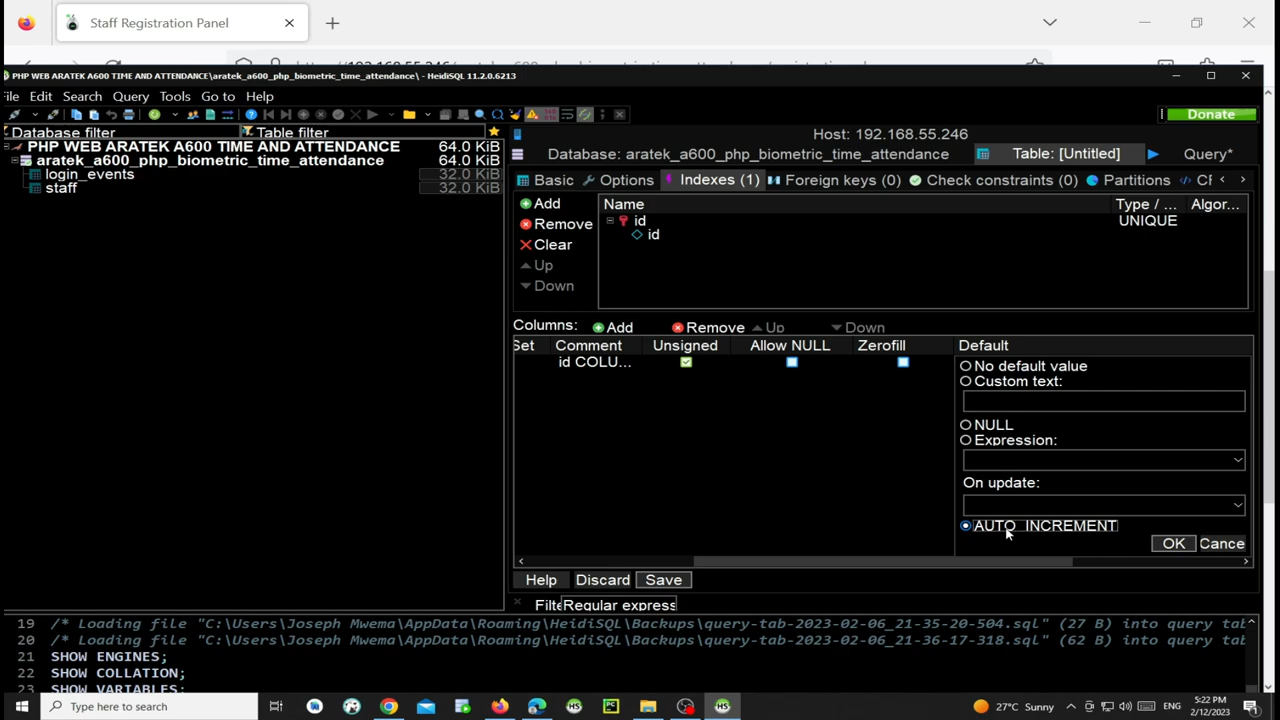 Staff Registration Panel
PHP WEB ARATEK A600 TIME AND ATTENDANCE\aratek_a600_php_biometric_time_attendance\ - HeidiSQL 11.2.0.6213
File Edit Search Query Tools Go to Help
Donate
Database filter
Table filter
PHP WEB ARATEK A600 TIME AND ATTENDANCE 64.0 KiB
aratek_a600_php_biometric_time_attendance 64.0 KiB
login_events 32.0 KiB
staff 32.0 KiB
Host: 192.168.55.246
Database: aratek_a600_php_biometric_time_attendance
Table: [Untitled]
Query*
Basic Options Indexes (1) Foreign keys (0) Check constraints (0) Partitions
Add
Remove
Clear
Up
Down
Name Type / ... Algor...
id UNIQUE
id
Columns: Add Remove Up Down
Set Comment Unsigned Allow NULL Zerofill Default
id COLU...
No default value
Custom text:
NULL
Expression:
On update:
AUTO_INCREMENT
OK Cance
Help Discard Save
Filte Regular express
19 /* Loading file "C:\Users\Joseph Mwema\AppData\Roaming\HeidiSQL\Backups\query-tab-2023-02-06_21-35-20-504.sql" (27 B) into query tab
20 /* Loading file "C:\Users\Joseph Mwema\AppData\Roaming\HeidiSQL\Backups\query-tab-2023-02-06_21-36-17-318.sql" (62 B) into query tab
21 SHOW ENGINES;
22 SHOW COLLATION;
23 SHOW VARIABLES;
Type here to search
27°C Sunny
ENG
5:22 PM
2/12/2023